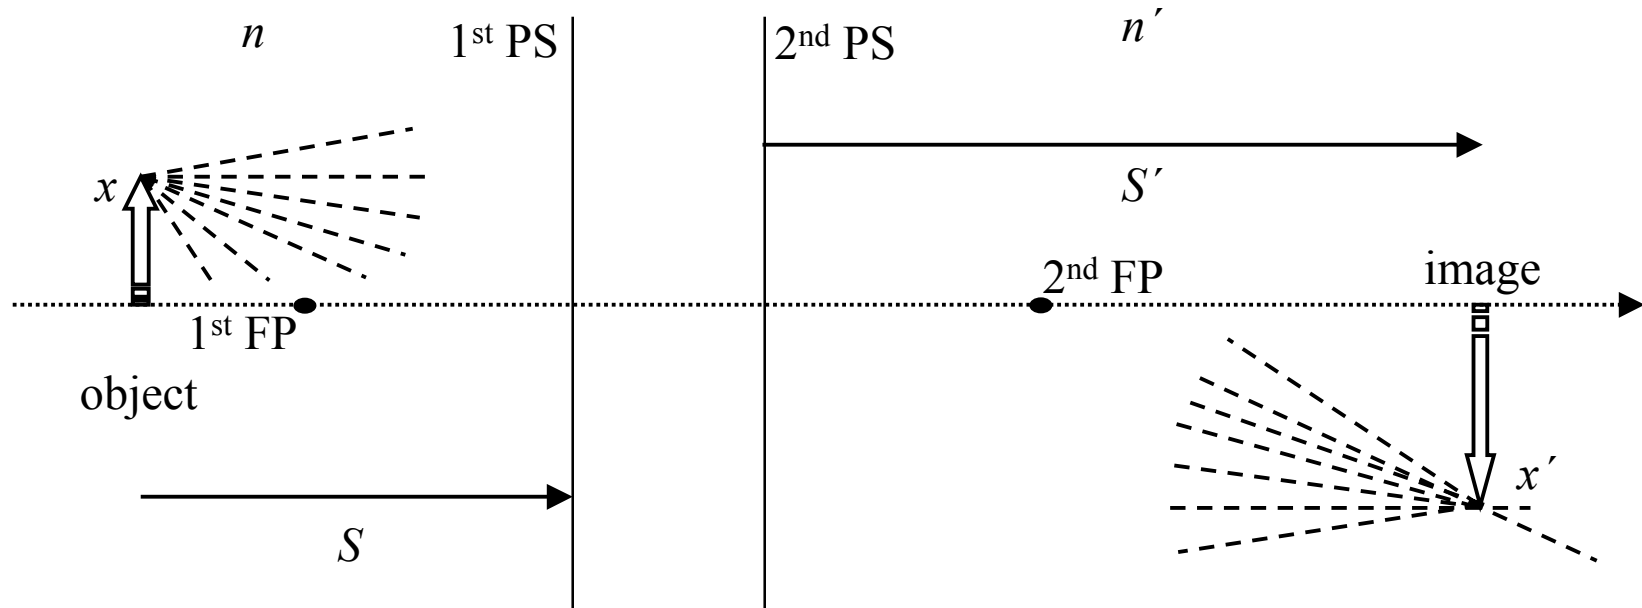 n
1st PS
2nd PS
n´
x
S´
2nd FP
image
1st FP
object
x´
S